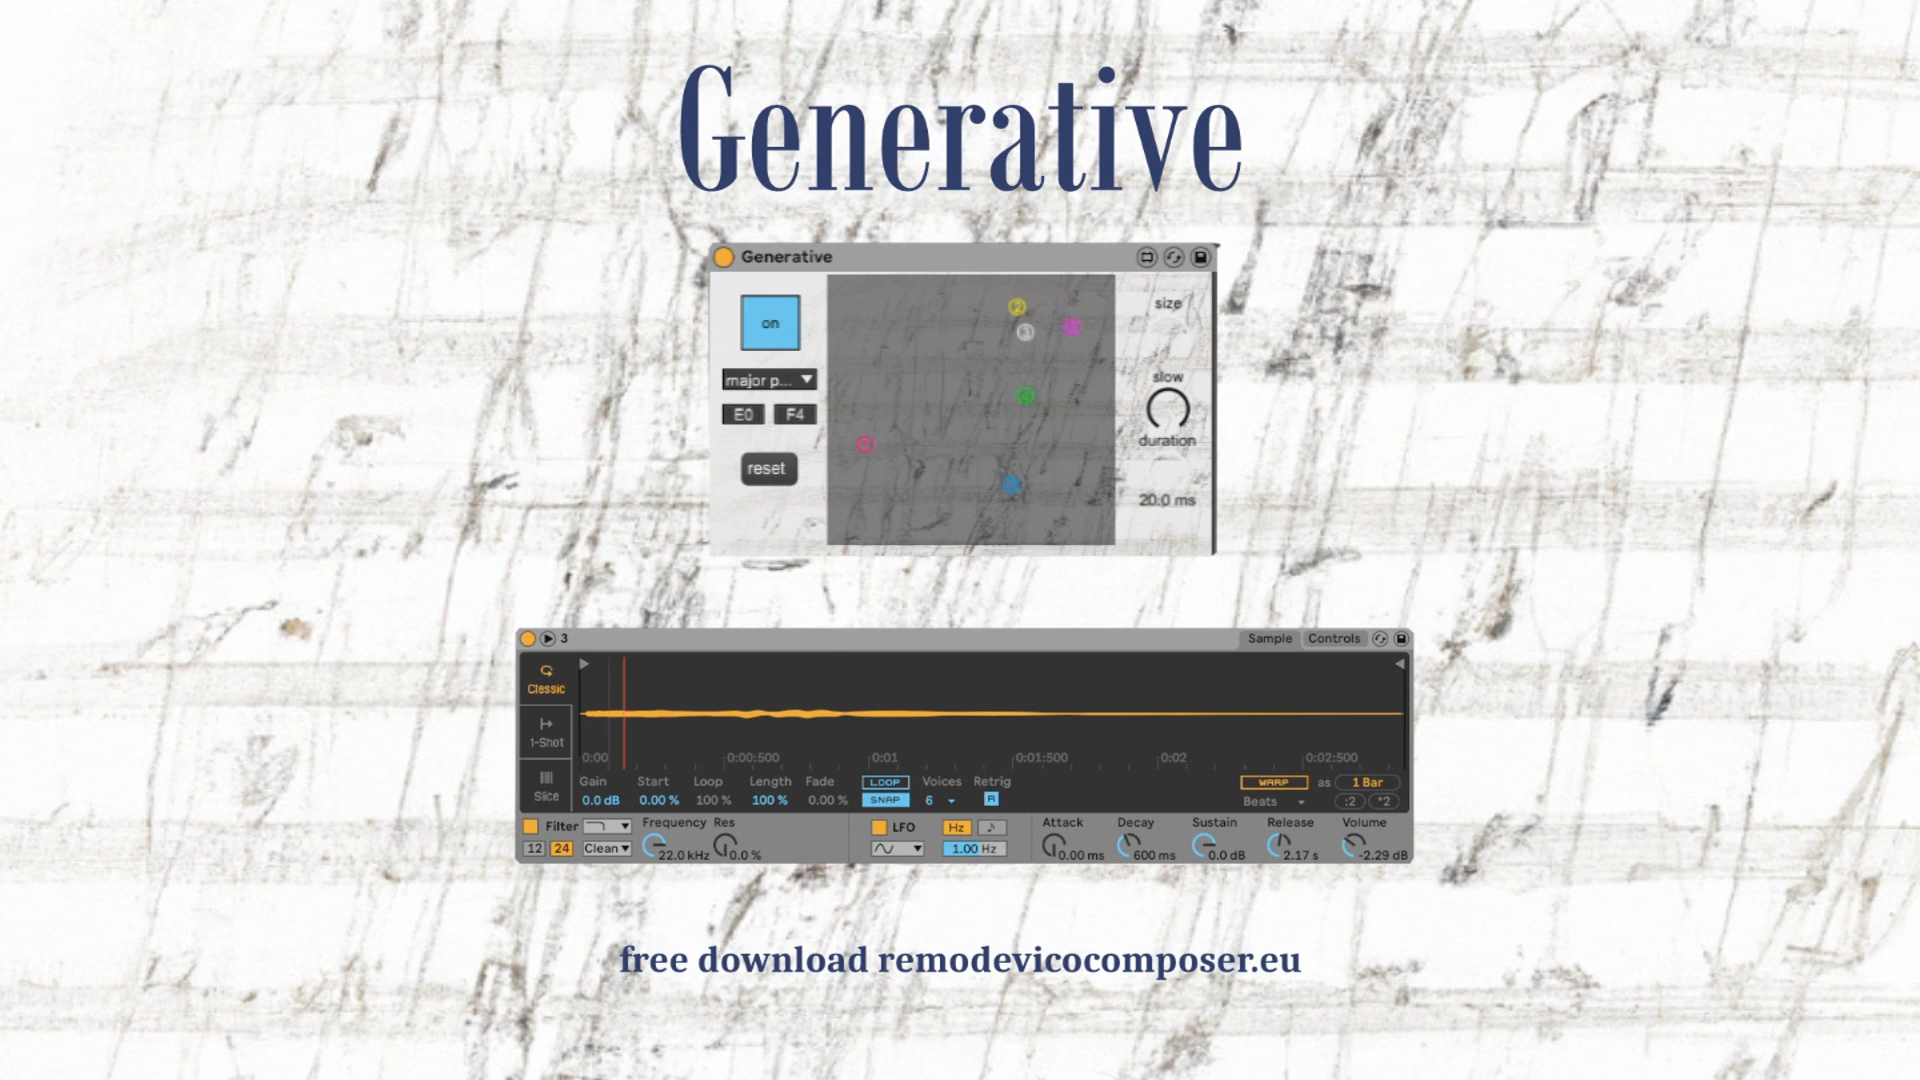 Generative
Generative
on
size
major p...
E0 F4
slow
duration
reset
20.0 ms
3 Sample Controls
Classic
1-Shot
Slice
0:00 0:00:500 0:01 0:01:500 0:02 0:02:500
Gain Start Loop Length Fade LOOP Voices Retrig WARP as 1 Bar
0.0 dB 0.00 % 100 % 100 % 0.00 % SNAP 6 R Beats :2 *2
Filter Frequency Res LFO Hz Attack Decay Sustain Release Volume
12 24 Clean 22.0 kHz 0.0 % 1.00 Hz 0.00 ms 600 ms 0.0 dB 2.17 s -2.29 dB
free download remodevicocomposer.eu